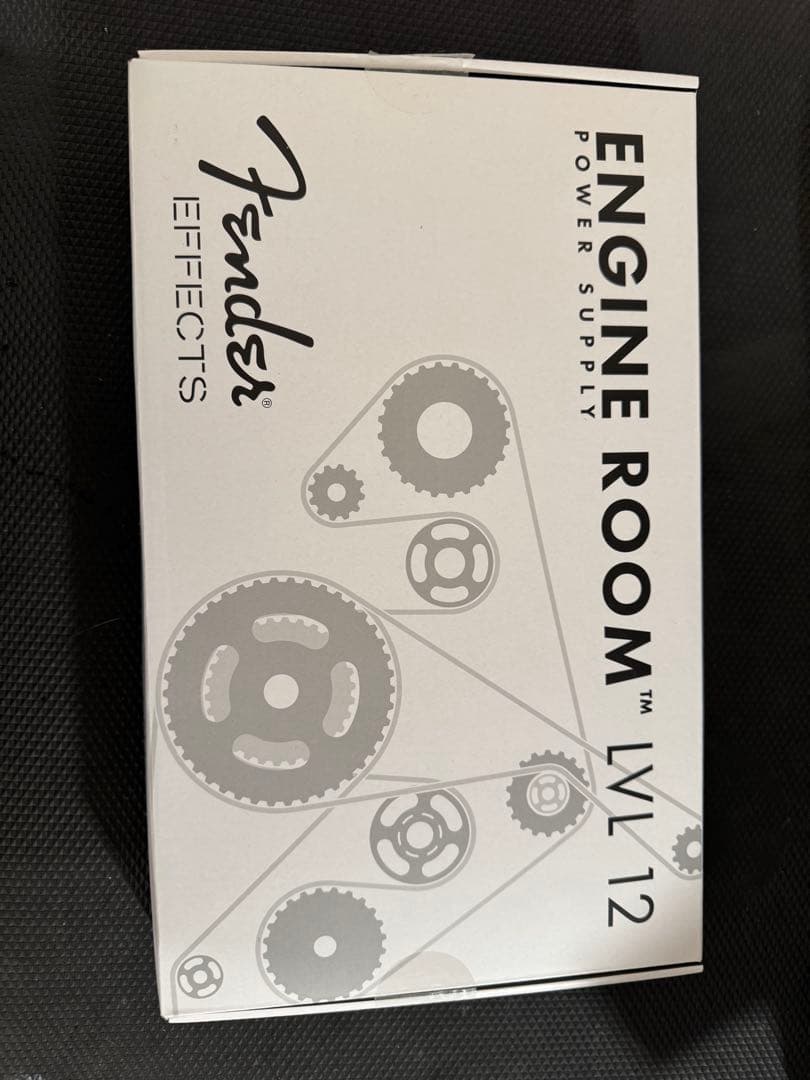 ENGINE ROOM™ LVL 12
POWER SUPPLY
Fender®
EFFECTS